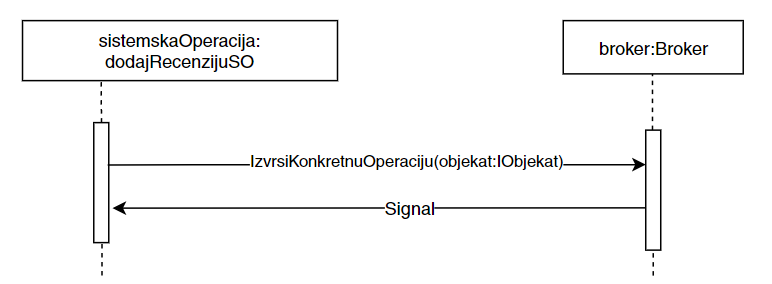 sistemskaOperacija:
dodajRecenzijuSO
broker:Broker
IzvrsiKonkretnuOperaciju(objekat:IObjekat)
Signal